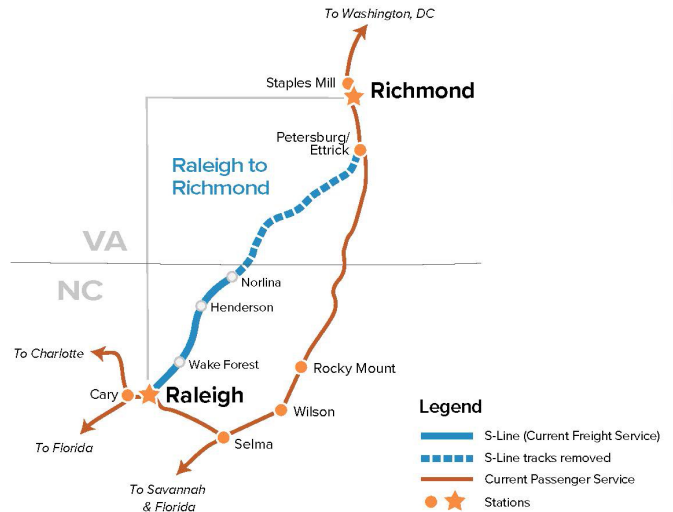 To Washington, DC
Staples Mill
Richmond
Petersburg/
Ettrick
Raleigh to
Richmond
VA
NC
Norlina
Henderson
To Charlotte
Wake Forest
Rocky Mount
Cary
Raleigh
Wilson
Legend
To Florida
Selma
S-Line (Current Freight Service)
S-Line tracks removed
Current Passenger Service
To Savannah
& Florida
Stations